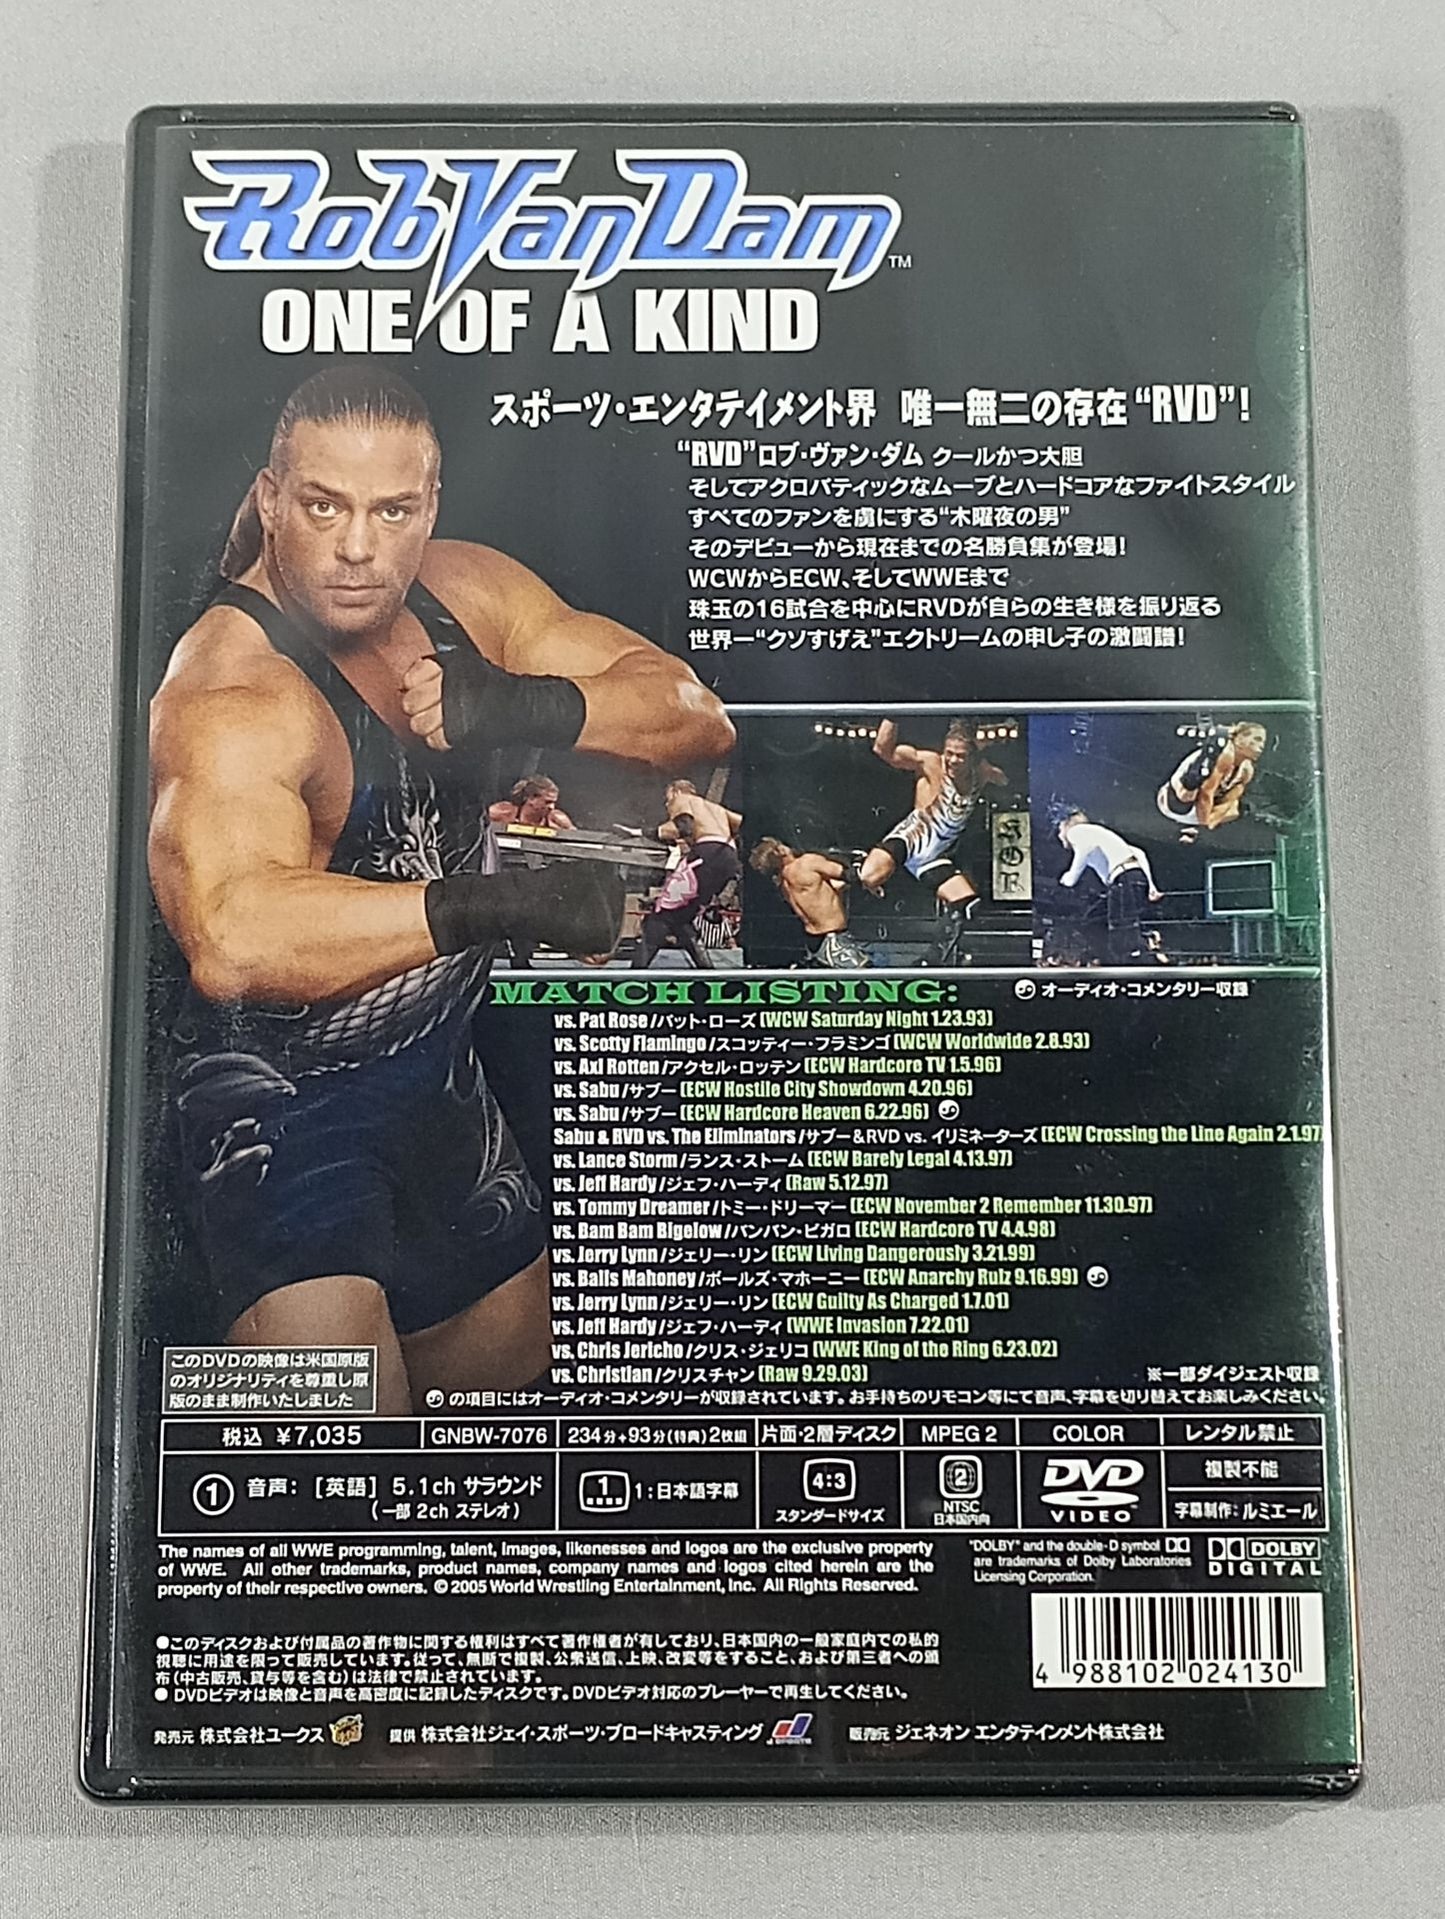 Rob Van Dam™
ONE OF A KIND
スポーツ・エンタテイメント界 唯一無二の存在“RVD”!
“RVD”ロブ・ヴァン・ダム クールかつ大胆
そしてアクロバティックなムーブとハードコアなファイトスタイル
すべてのファンを虜にする“木曜夜の男”
そのデビューから現在までの名勝負集が登場!
WCWからECW、そしてWWEまで
珠玉の16試合を中心にRVDが自らの生き様を振り返る
世界一“クソすげえ”エクトリームの申し子の激闘譜!
MATCH LISTING:
オーディオ・コメンタリー収録
vs. Pat Rose/パット・ローズ (WCW Saturday Night 1.23.93)
vs. Scotty Flamingo/スコッティー・フラミンゴ (WCW Worldwide 2.8.93)
vs. Axl Rotten/アクセル・ロッテン (ECW Hardcore TV 1.5.96)
vs. Sabu/サブー (ECW Hostile City Showdown 4.20.96)
vs. Sabu/サブー (ECW Hardcore Heaven 6.22.96)
Sabu & RVD vs. The Eliminators/サブー&RVD vs. イリミネーターズ (ECW Crossing the Line Again 2.1.97)
vs. Lance Storm/ランス・ストーム (ECW Barely Legal 4.13.97)
vs. Jeff Hardy/ジェフ・ハーディ (Raw 5.12.97)
vs. Tommy Dreamer/トミー・ドリーマー (ECW November 2 Remember 11.30.97)
vs. Bam Bam Bigelow/バンバン・ビガロ (ECW Hardcore TV 4.4.98)
vs. Jerry Lynn/ジェリー・リン (ECW Living Dangerously 3.21.99)
vs. Balls Mahoney/ボールズ・マホーニー (ECW Anarchy Rulz 9.16.99)
vs. Jerry Lynn/ジェリー・リン (ECW Guilty As Charged 1.7.01)
vs. Jeff Hardy/ジェフ・ハーディ (WWE Invasion 7.22.01)
vs. Chris Jericho/クリス・ジェリコ (WWE King of the Ring 6.23.02)
vs. Christian/クリスチャン (Raw 9.29.03)
※一部ダイジェスト収録
の項目にはオーディオ・コメンタリーが収録されています。お手持ちのリモコン等にて音声、字幕を切り替えてお楽しみください。
このDVDの映像は米国原版
のオリジナリティを尊重し原
版のまま制作いたしました
税込 ¥7,035 GNBW-7076 234分+93分(特典)2枚組 片面・2層ディスク MPEG 2 COLOR レンタル禁止
1 音声: [英語] 5.1ch サラウンド
(一部 2ch ステレオ)
1 1:日本語字幕
4:3
スタンダードサイズ
2
NTSC
日本国内向
DVD
VIDEO
複製不能
字幕制作:ルミエール
The names of all WWE programming, talent, images, likenesses and logos are the exclusive property
of WWE. All other trademarks, product names, company names and logos cited herein are the
property of their respective owners. © 2005 World Wrestling Entertainment, Inc. All Rights Reserved.
"DOLBY" and the double-D symbol
are trademarks of Dolby Laboratories
Licensing Corporation.
DOLBY
DIGITAL
●このディスクおよび付属品の著作物に関する権利はすべて著作権者が有しており、日本国内の一般家庭内での私的
視聴に用途を限って販売しています。従って、無断で複製、公衆送信、上映、改変等をすること、および第三者への頒
布(中古販売、貸与等を含む)は法律で禁止されています。
● DVDビデオは映像と音声を高密度に記録したディスクです。DVDビデオ対応のプレーヤーで再生してください。
4 988102 024130
発売元 株式会社ユークス 提供 株式会社ジェイ・スポーツ・ブロードキャスティング J SPORTS 販売元 ジェネオン エンタテインメント株式会社